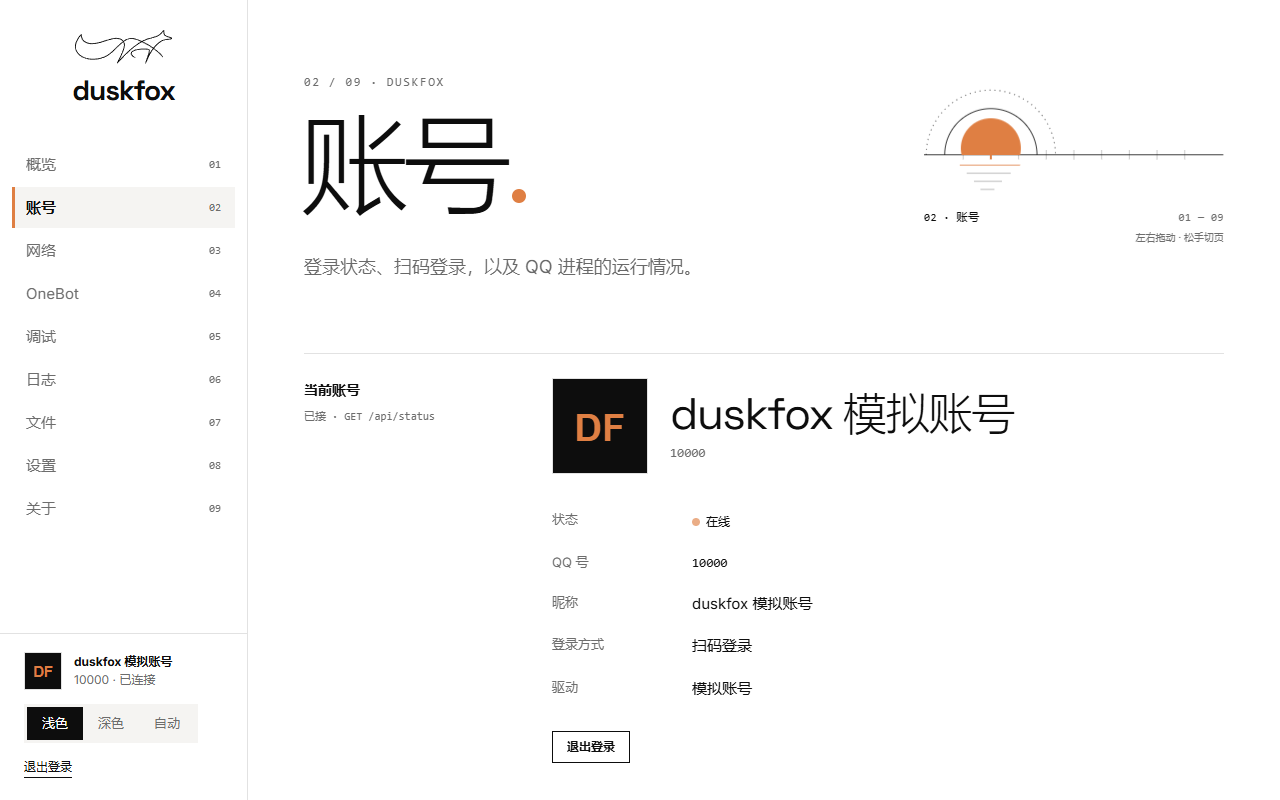 duskfox
概览 01
账号 02
网络 03
OneBot 04
调试 05
日志 06
文件 07
设置 08
关于 09
DF
duskfox 模拟账号
10000 · 已连接
浅色 深色 自动
退出登录
02 / 09 · DUSKFOX
账号.
登录状态、扫码登录，以及 QQ 进程的运行情况。
02 · 账号 01 — 09
左右拖动 · 松手切页
当前账号
已接 · GET /api/status
DF
duskfox 模拟账号
10000
状态 在线
QQ 号 10000
昵称 duskfox 模拟账号
登录方式 扫码登录
驱动 模拟账号
退出登录